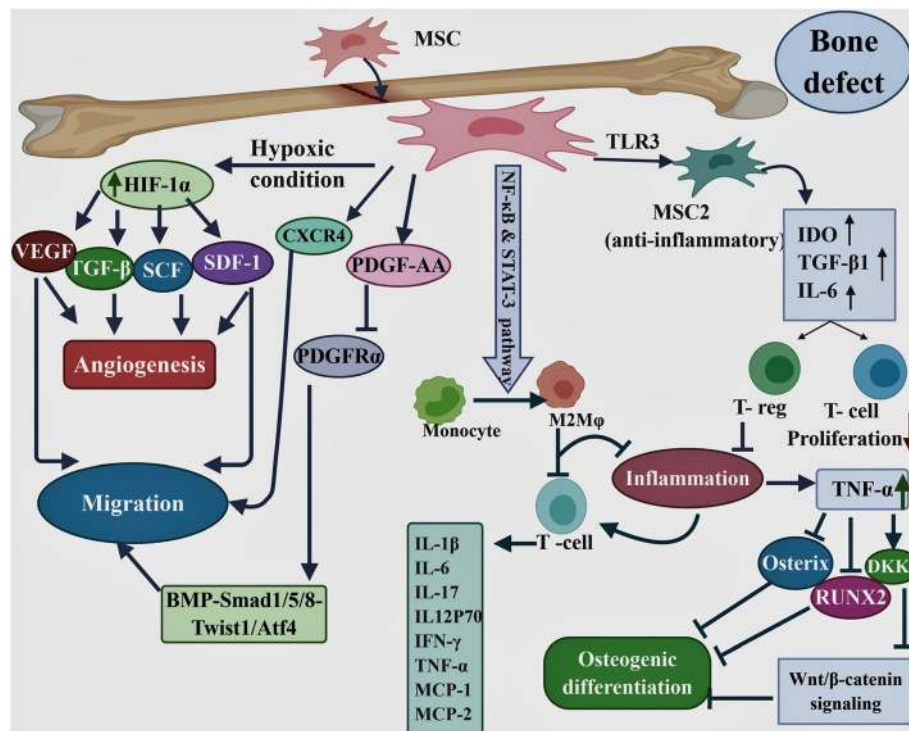 MSC
Bone
defect
Hypoxic
condition
TLR3
HIF-1α
MSC2
(anti-inflammatory)
NF-κB & STAT-3 pathway
VEGF
TGF-β
SCF
SDF-1
CXCR4
PDGF-AA
IDO
TGF-β1
IL-6
Angiogenesis
PDGFRα
Monocyte
M2Mφ
T- reg
T- cell
Proliferation
Migration
Inflammation
TNF-α
T -cell
IL-1β
IL-6
IL-17
IL12P70
IFN-γ
TNF-α
MCP-1
MCP-2
Osterix
DKK
RUNX2
BMP-Smad1/5/8-
Twist1/Atf4
Osteogenic
differentiation
Wnt/β-catenin
signaling